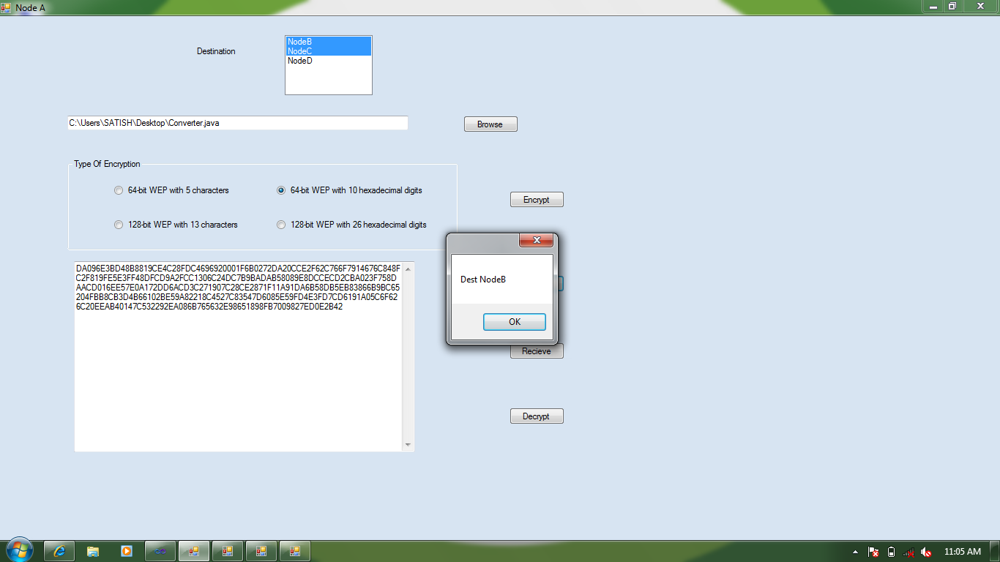 Node A
Destination
NodeB
NodeC
NodeD
C:\Users\SATISH\Desktop\Converter.java
Browse
Type Of Encryption
64-bit WEP with 5 characters
64-bit WEP with 10 hexadecimal digits
Encrypt
128-bit WEP with 13 characters
128-bit WEP with 26 hexadecimal digits
DA096E3BD48B8819CE4C28FDC4696920001F6B0272DA20CCE2F62C766F7914676C848F
C2F819FE5E3FF48DFCD9A2FCC1306C24DC7B9BADAB58089E8DCCECD2CBA023F758D
AACD016EE57E0A172DD6ACD3C271907C28CE2871F11A91DA6B58DB5EB83866B9BC65
204FBB8CB3D4B66102BE59A82218C4527C83547D6085E59FD4E3FD7CD6191A05C6F62
6C20EEAB40147C532292EA086B765632E98651898FB7009827ED0E2B42
Dest NodeB
OK
Recieve
Decrypt
11:05 AM